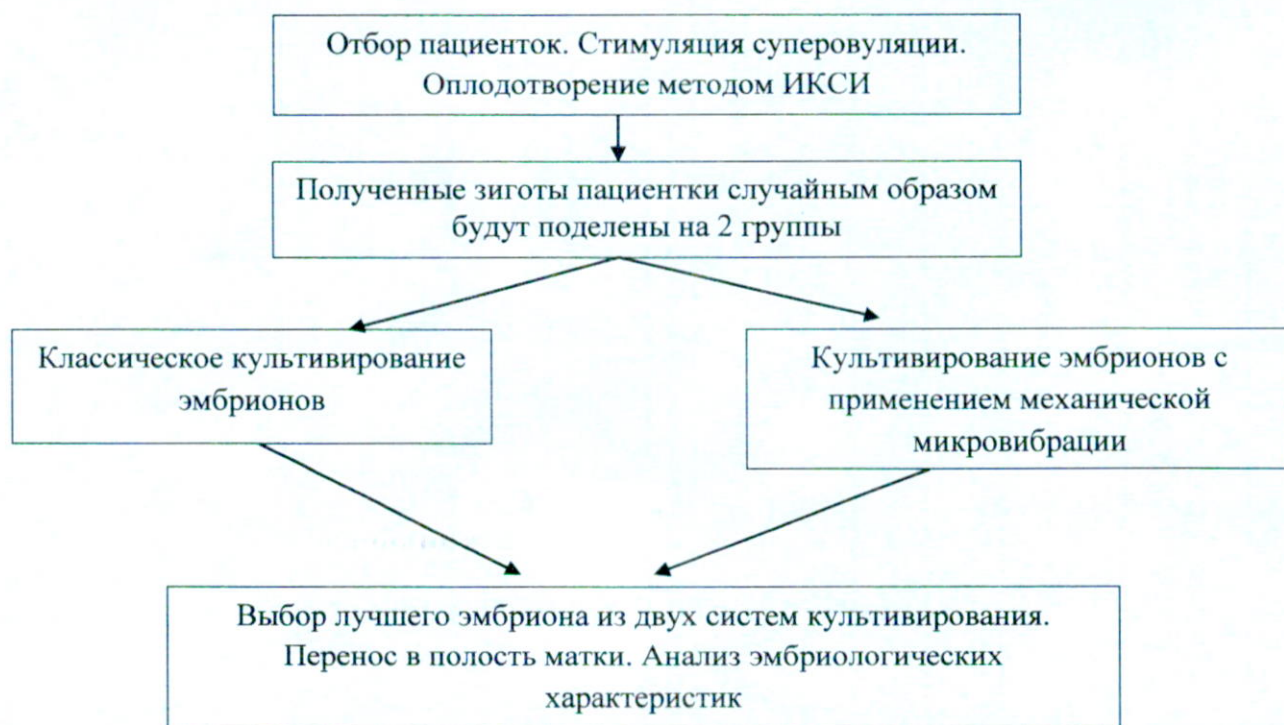 Отбор пациенток. Стимуляция суперовуляции.
Оплодотворение методом ИКСИ
Полученные зиготы пациентки случайным образом
будут поделены на 2 группы
Классическое культивирование
эмбрионов
Культивирование эмбрионов с
применением механической
микровибрации
Выбор лучшего эмбриона из двух систем культивирования.
Перенос в полость матки. Анализ эмбриологических
характеристик